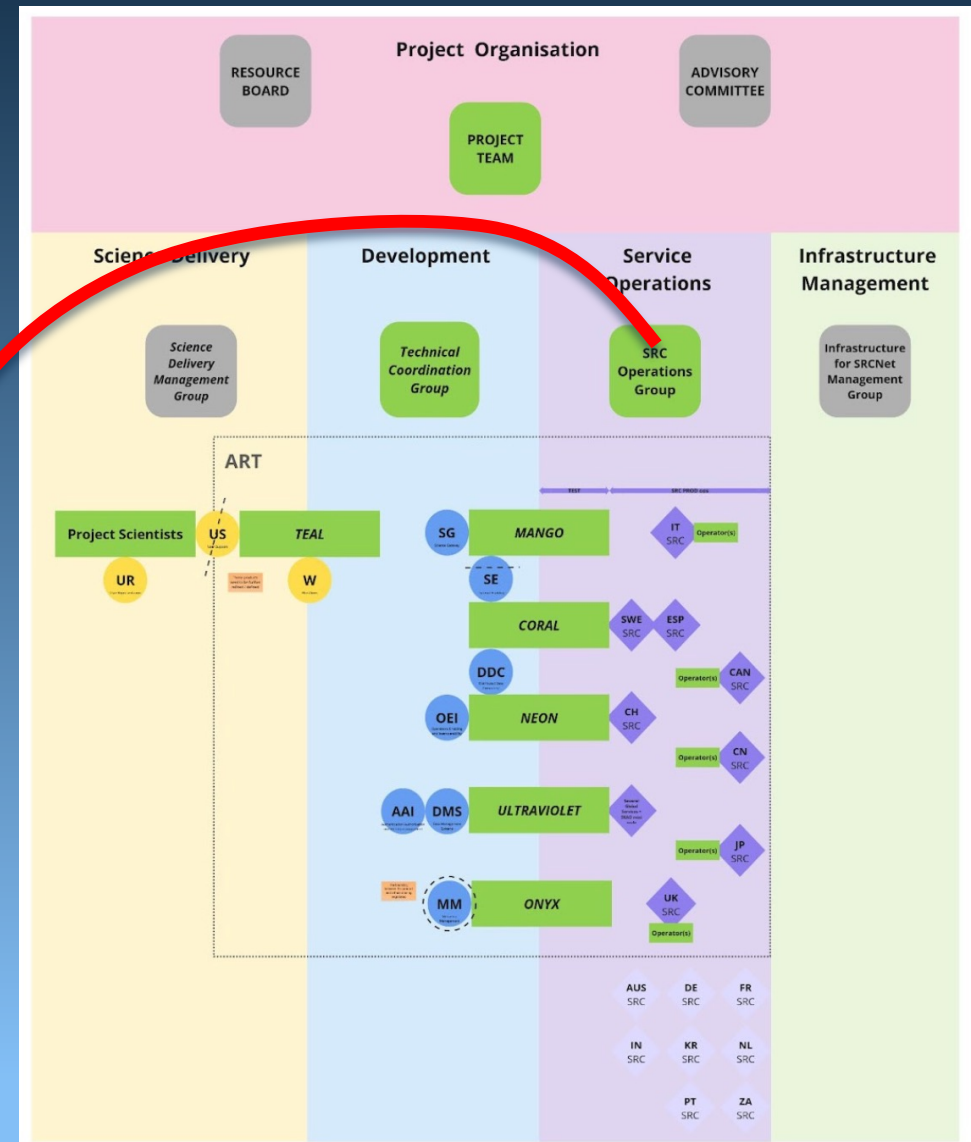 Project Organisation
RESOURCE
BOARD
ADVISORY
COMMITTEE
PROJECT
TEAM
Science Delivery
Development
Service
Operations
Infrastructure
Management
Science
Delivery
Management
Group
Technical
Coordination
Group
SRC
Operations
Group
Infrastructure
for SRCNet
Management
Group
ART
Project Scientists
US
TEAL
SG
MANGO
IT
SRC
Operator(s)
UR
W
SE
CORAL
SWE
SRC
ESP
SRC
DDC
Operator(s)
CAN
SRC
OEI
NEON
CH
SRC
Operator(s)
CN
SRC
AAI
DMS
ULTRAVIOLET
Operator(s)
JP
SRC
MM
ONYX
UK
SRC
Operator(s)
AUS
SRC
DE
SRC
FR
SRC
IN
SRC
KR
SRC
NL
SRC
PT
SRC
ZA
SRC